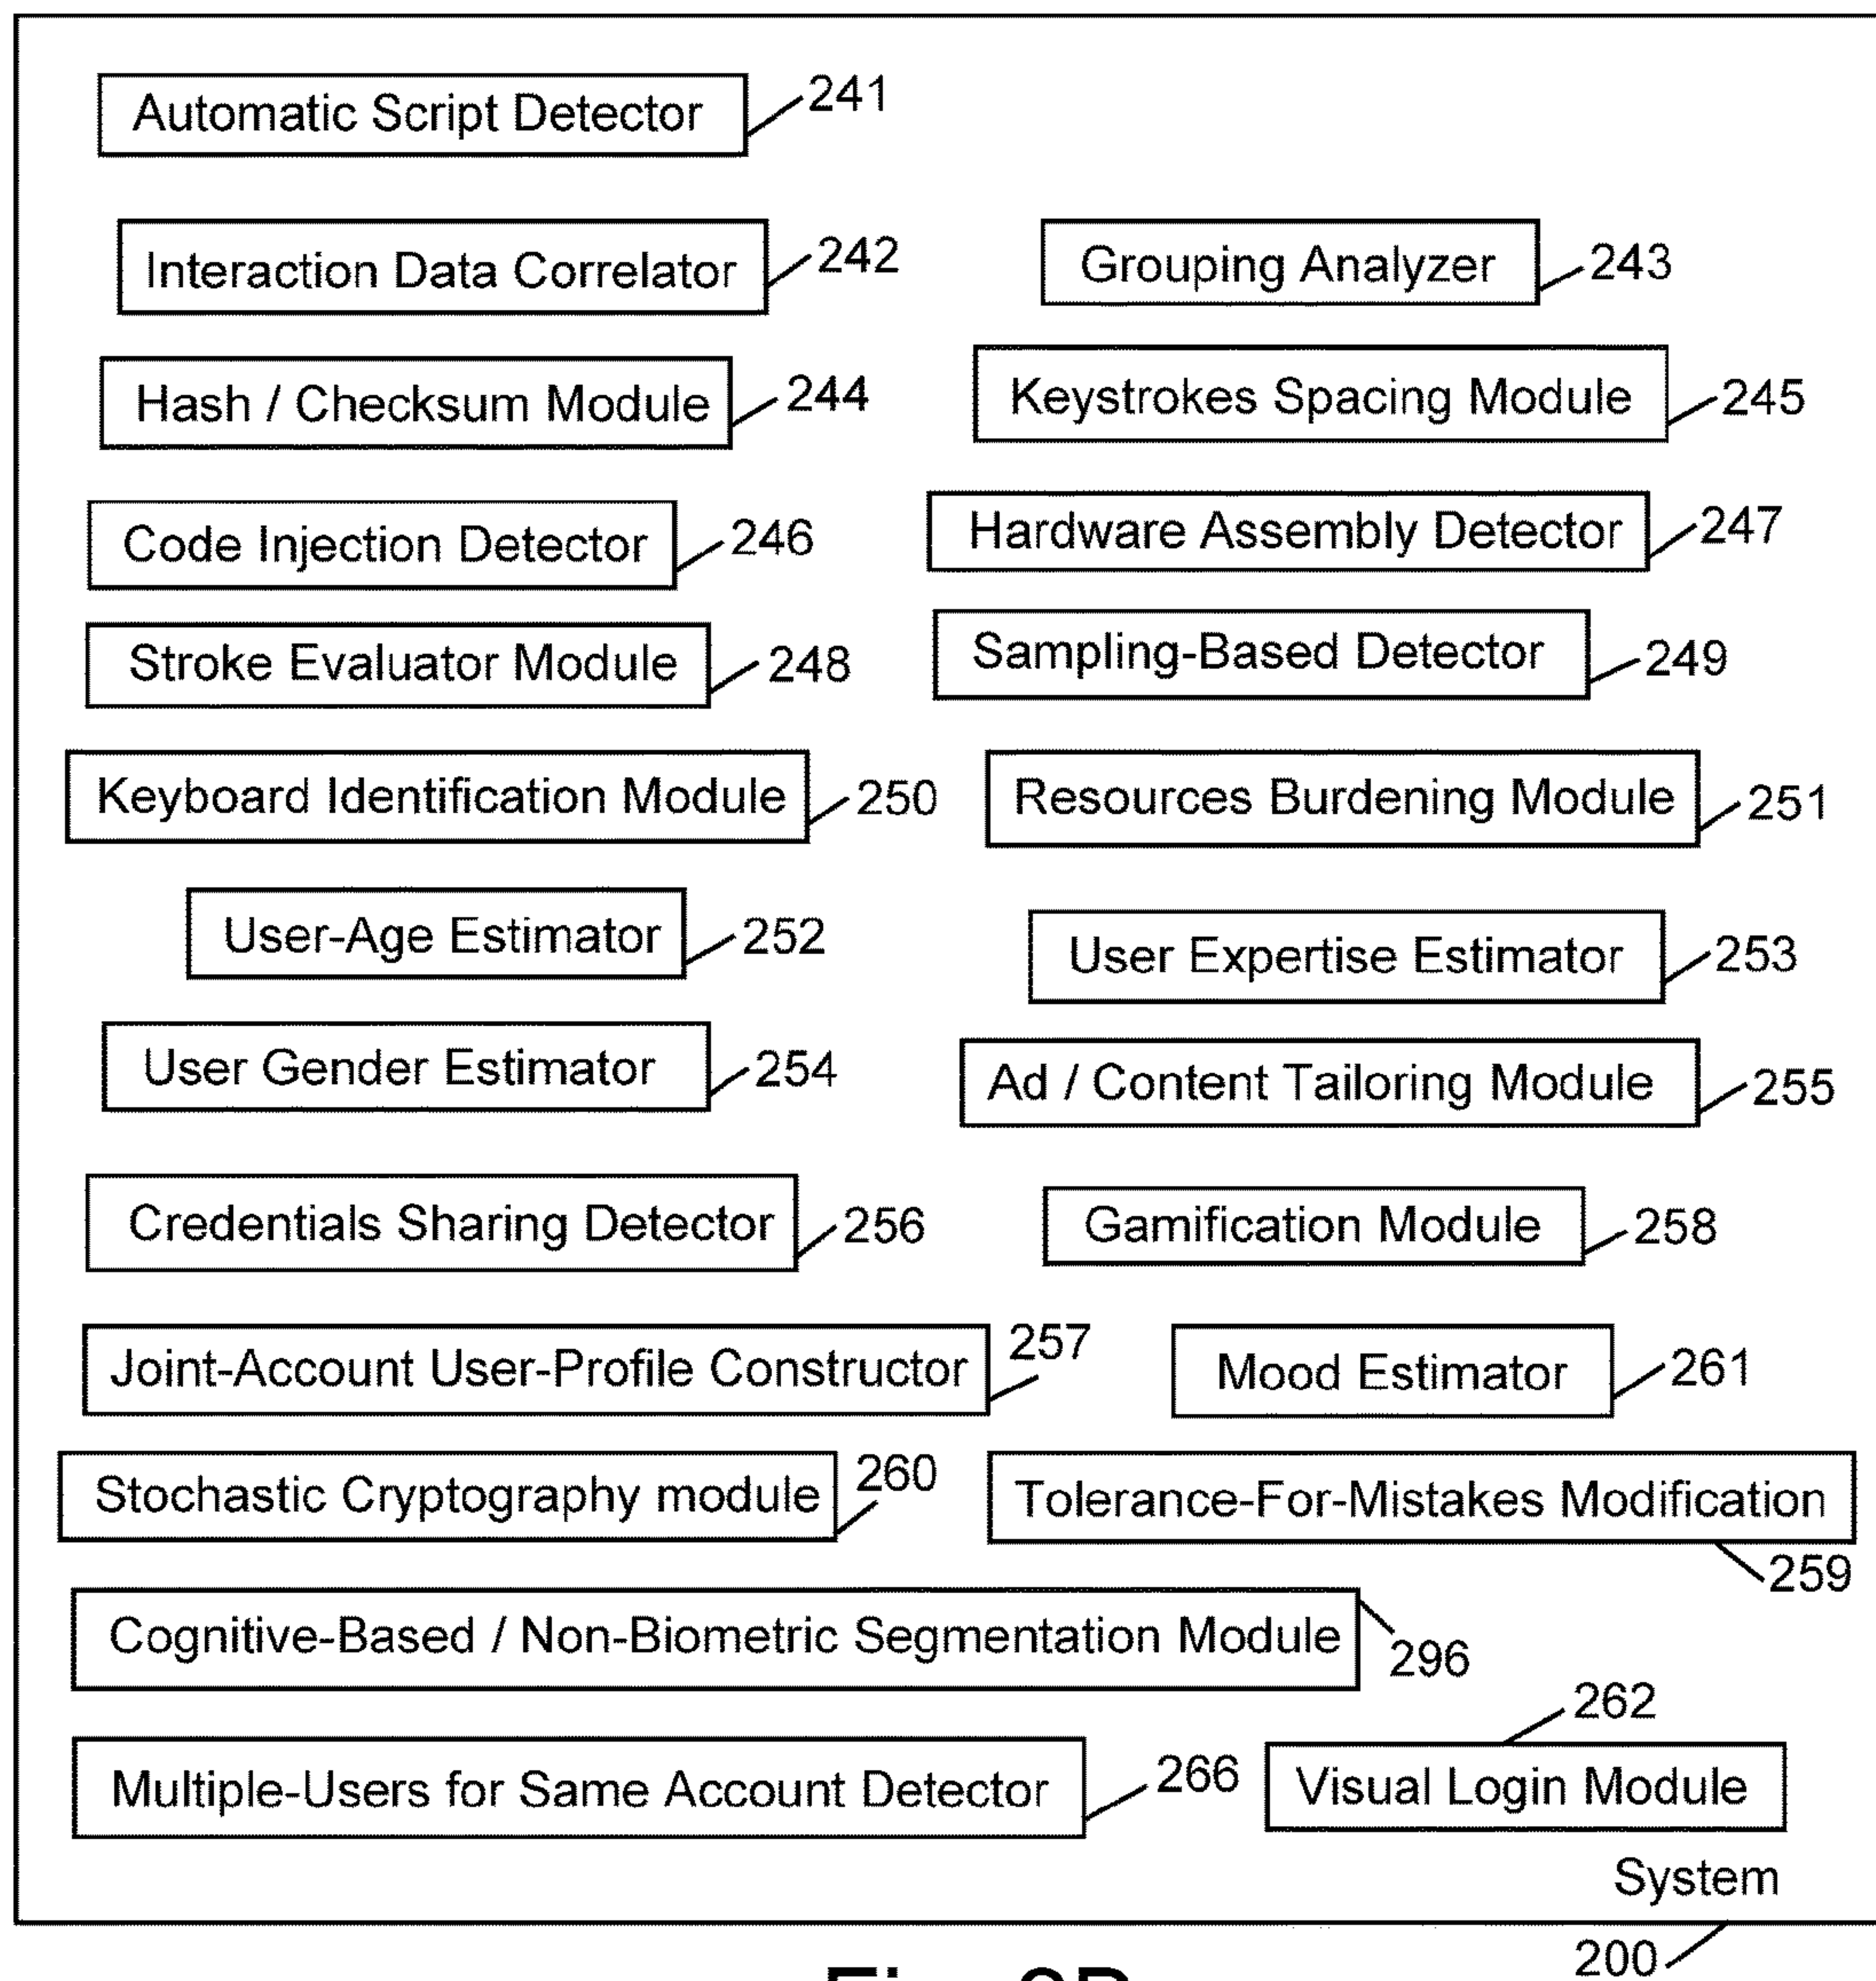 Automatic Script Detector 241
Interaction Data Correlator 242 Grouping Analyzer 243
Hash / Checksum Module 244 Keystrokes Spacing Module 245
Code Injection Detector 246 Hardware Assembly Detector 247
Stroke Evaluator Module 248 Sampling-Based Detector 249
Keyboard Identification Module 250 Resources Burdening Module 251
User-Age Estimator 252 User Expertise Estimator 253
User Gender Estimator 254 Ad / Content Tailoring Module 255
Credentials Sharing Detector 256 Gamification Module 258
Joint-Account User-Profile Constructor 257 Mood Estimator 261
Stochastic Cryptography module 260 Tolerance-For-Mistakes Modification
259
Cognitive-Based / Non-Biometric Segmentation Module 296
262
Multiple-Users for Same Account Detector 266 Visual Login Module
System
200